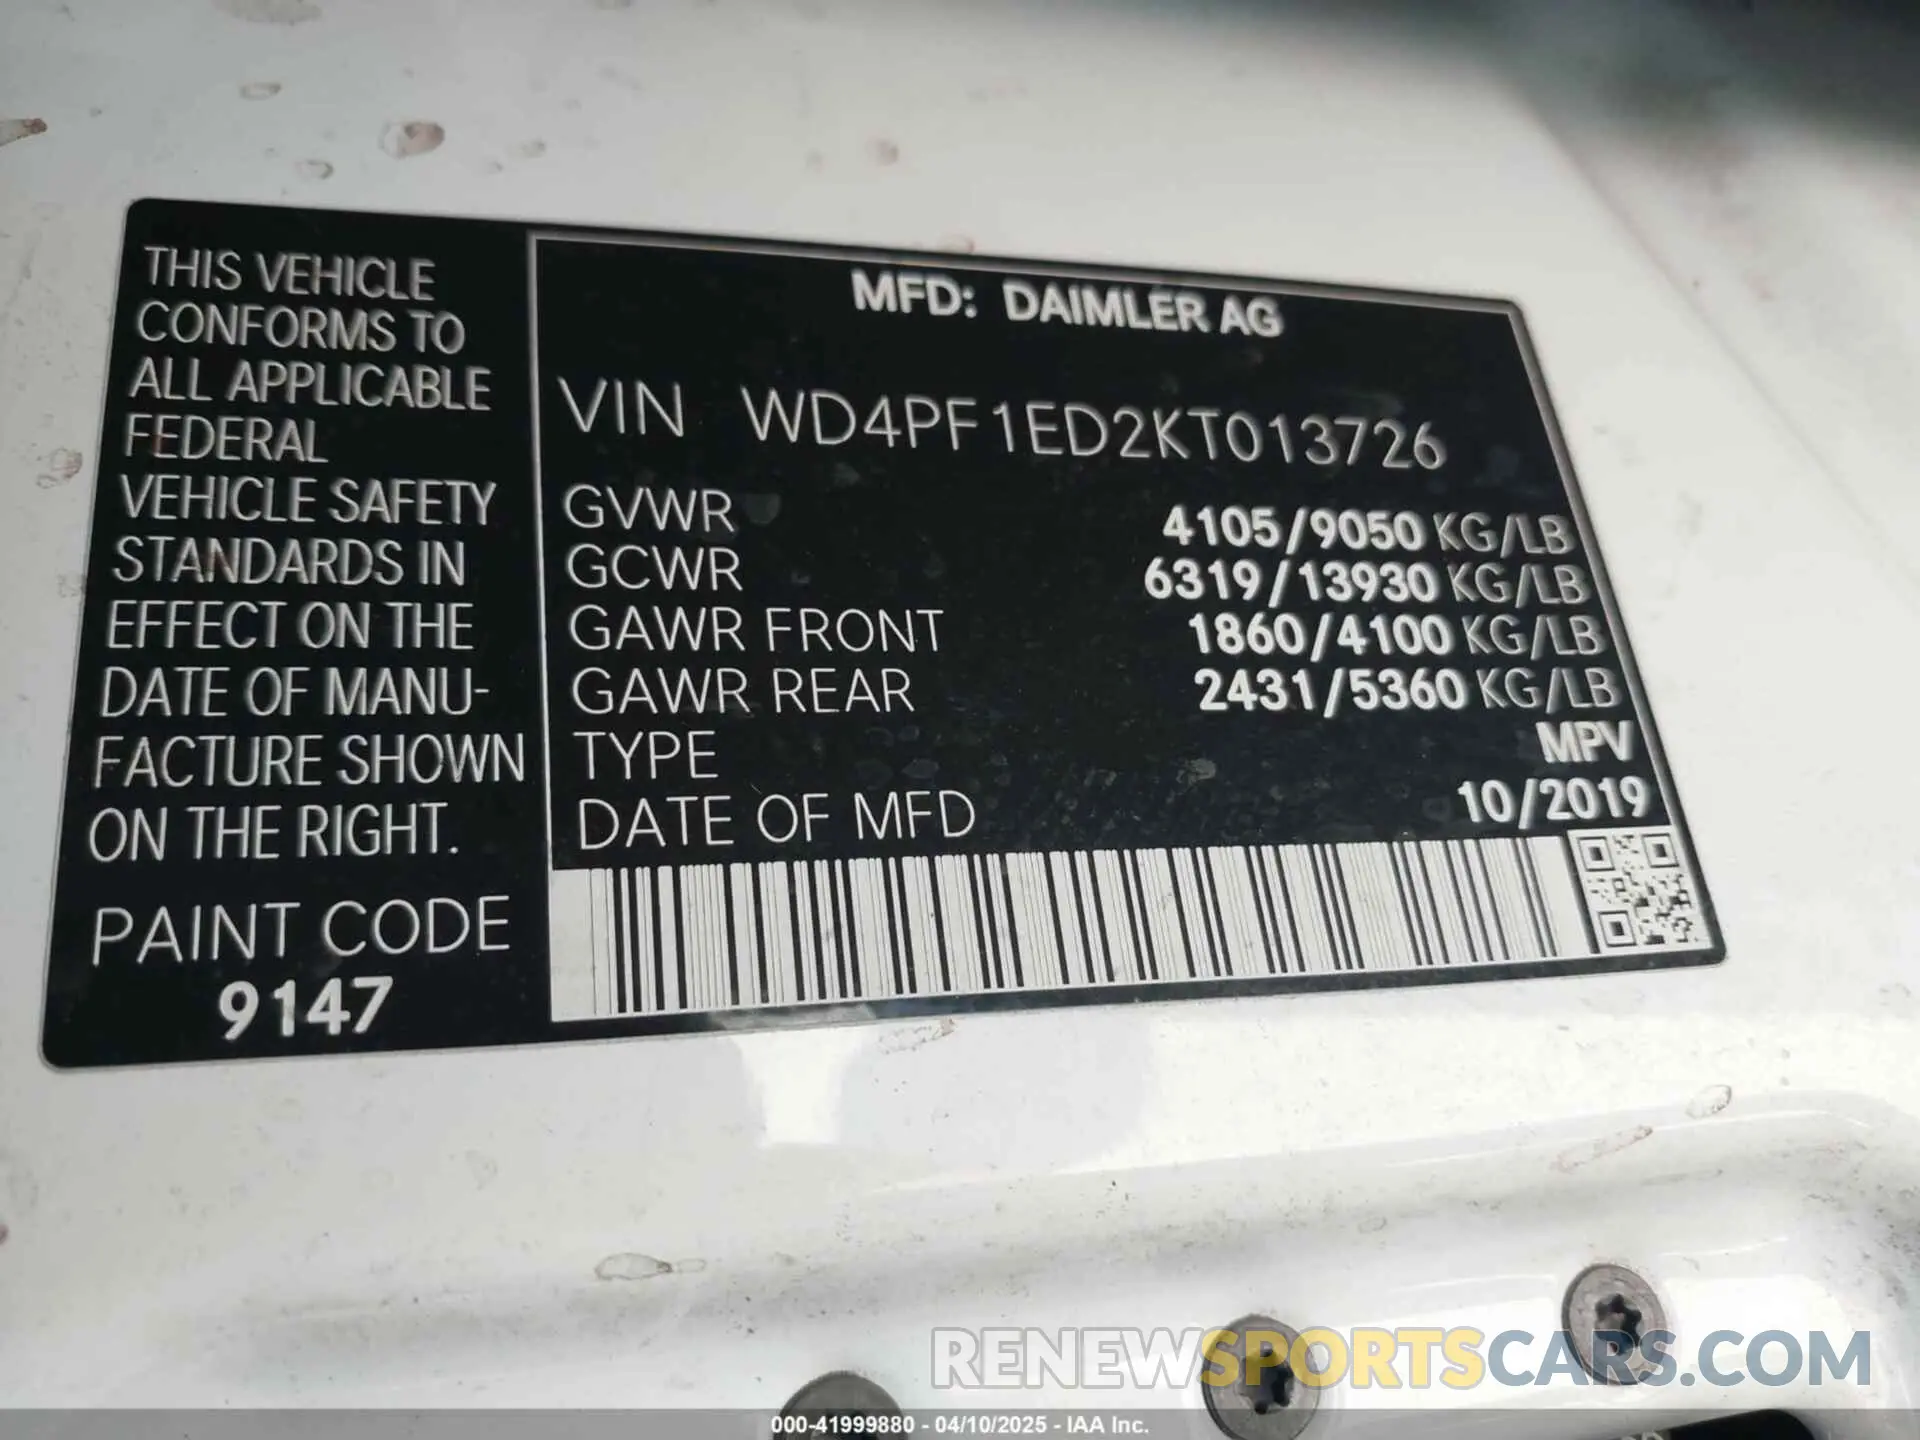 THIS VEHICLE
CONFORMS TO
ALL APPLICABLE
FEDERAL
VEHICLE SAFETY
STANDARDS IN
EFFECT ON THE
DATE OF MANU-
FACTURE SHOWN
ON THE RIGHT.
PAINT CODE
9147
MFD: DAIMLER AG
VIN WD4PF1ED2KT013726
GVWR 4105/9050 KG/LB
GCWR 6319/13930 KG/LB
GAWR FRONT 1860/4100 KG/LB
GAWR REAR 2431/5360 KG/LB
TYPE MPV
DATE OF MFD 10/2019
RENEWSPORTSCARS.COM
000-41999880 - 04/10/2025 - IAA Inc.